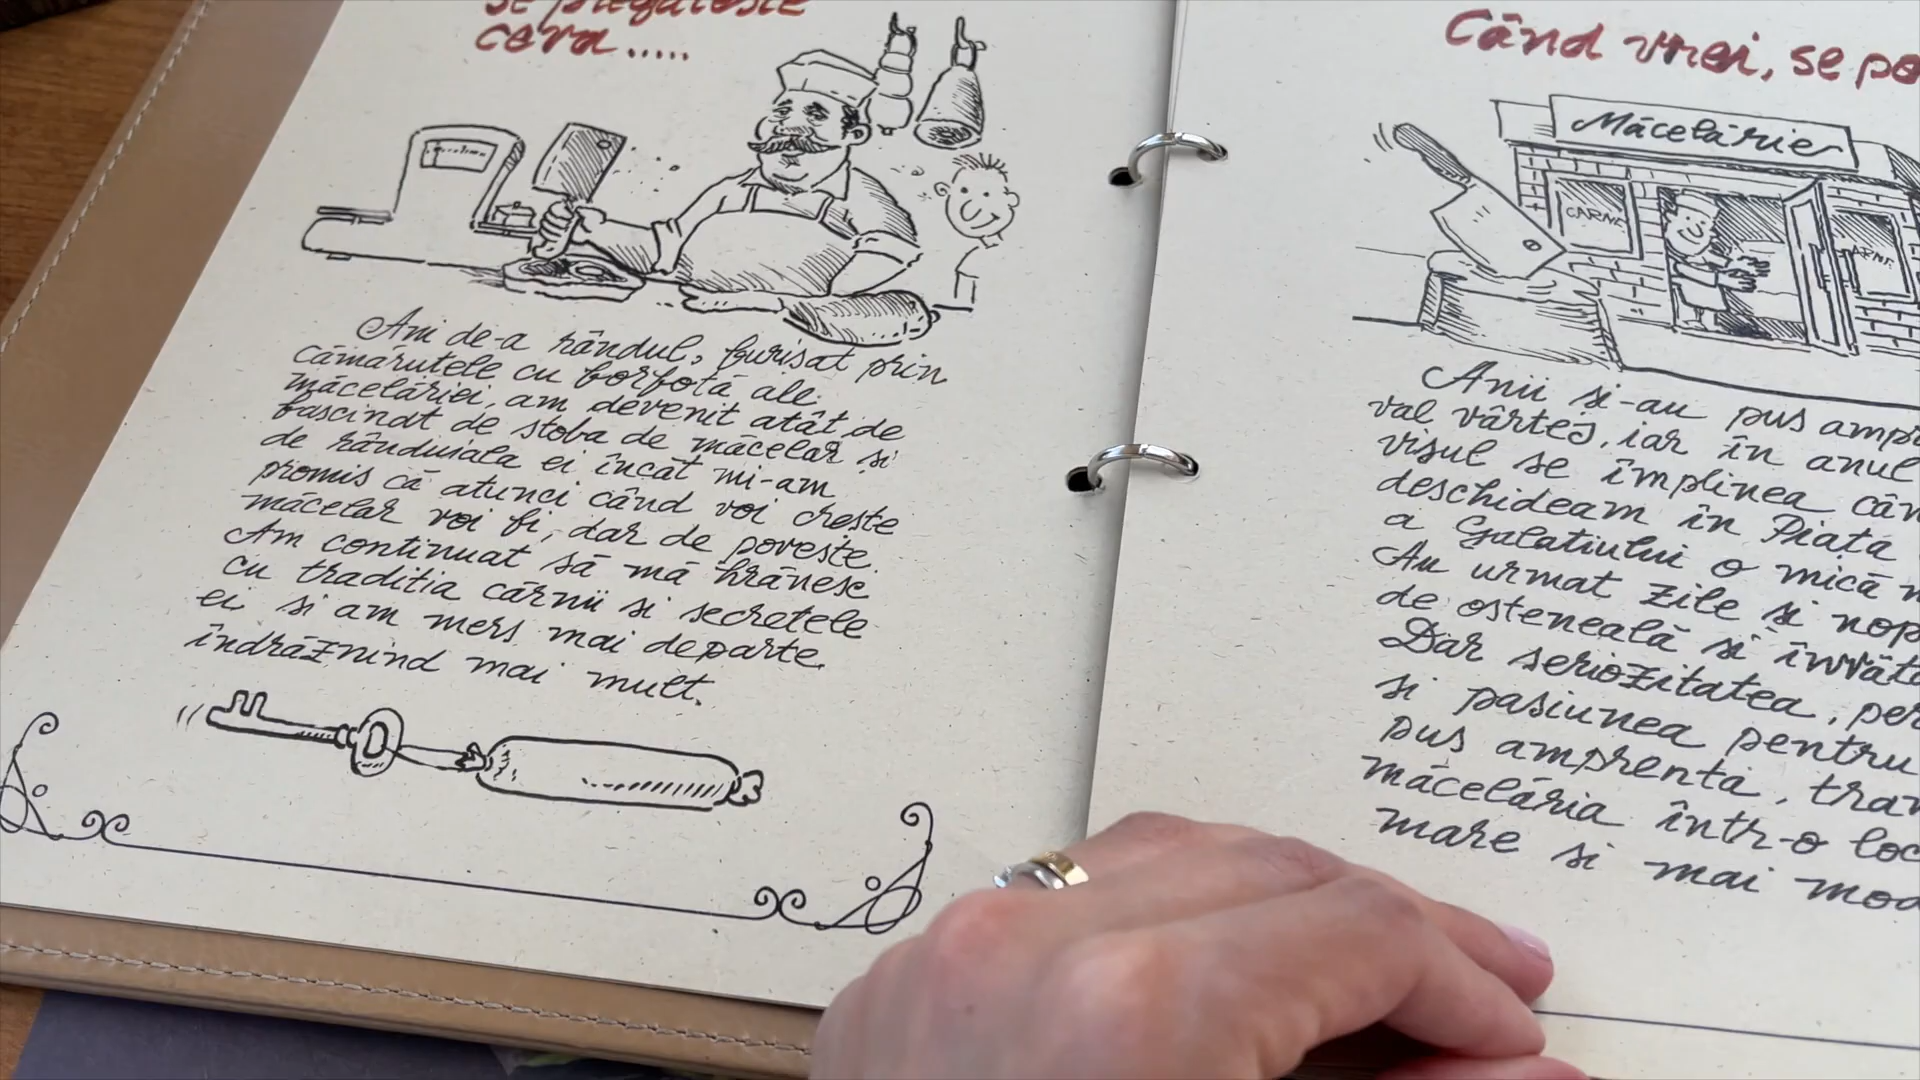 se pregătește
ceva.....
Ani de-a rândul, furișat prin
cămăruțele cu forfotă ale
măcelăriei, am devenit atât de
fascinat de stofa de măcelar și
de rânduiala ei încât mi-am
promis că atunci când voi crește
măcelar voi fi, dar de poveste.
Am continuat să mă hrănesc
cu tradiția cărnii și secretele
ei și am mers mai departe
îndrăznind mai mult.
Când vrei, se po
Măcelărie
CARNE
CARNE
Anii și-au pus ampr
val vârtej, iar în anul
visul se împlinea cân
deschideam în Piața
a Galațiului o mică m
Au urmat zile și nop
de osteneală și învăța
Dar seriozitatea, per
și pasiunea pentru
pus amprenta, tran
măcelăria într-o loc
mare și mai mod